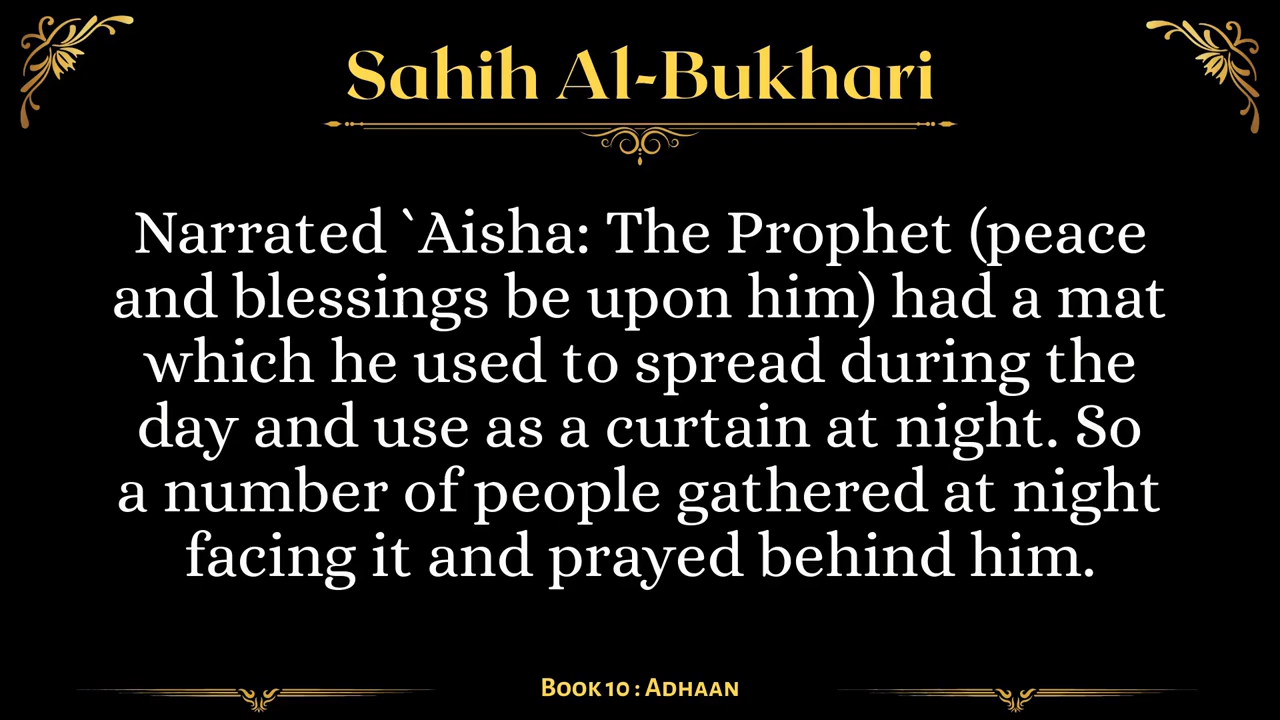 Sahih Al-Bukhari
Narrated `Aisha: The Prophet (peace
and blessings be upon him) had a mat
which he used to spread during the
day and use as a curtain at night. So
a number of people gathered at night
facing it and prayed behind him.
Book 10 : Adhaan